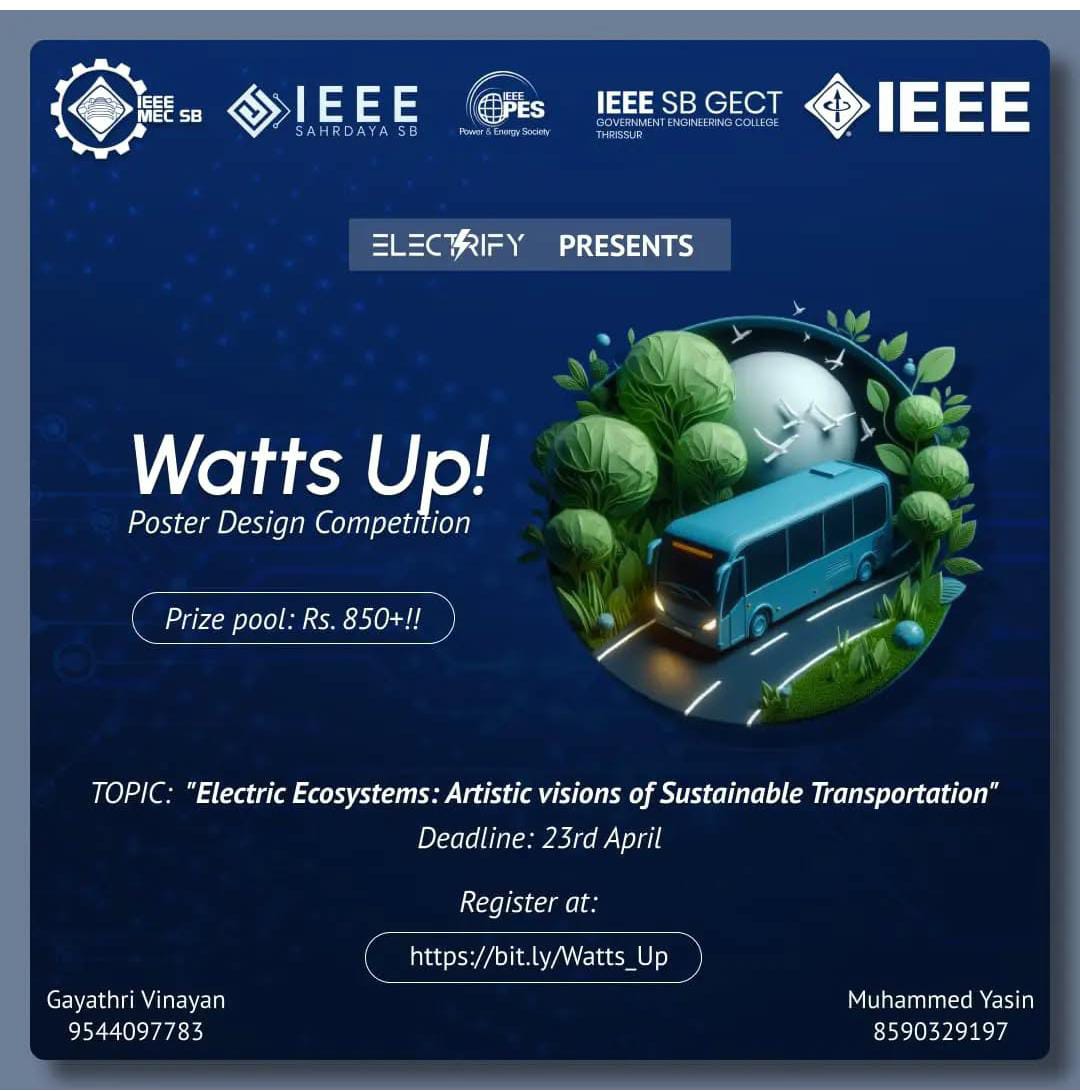 IEEE
MEC SB
IEEE
SAHRDAYA SB
IEEE
PES
Power & Energy Society
IEEE SB GECT
GOVERNMENT ENGINEERING COLLEGE
THRISSUR
IEEE
ELECTRIFY PRESENTS
Watts Up!
Poster Design Competition
Prize pool: Rs. 850+!!
TOPIC: "Electric Ecosystems: Artistic visions of Sustainable Transportation"
Deadline: 23rd April
Register at:
https://bit.ly/Watts_Up
Gayathri Vinayan
9544097783
Muhammed Yasin
8590329197